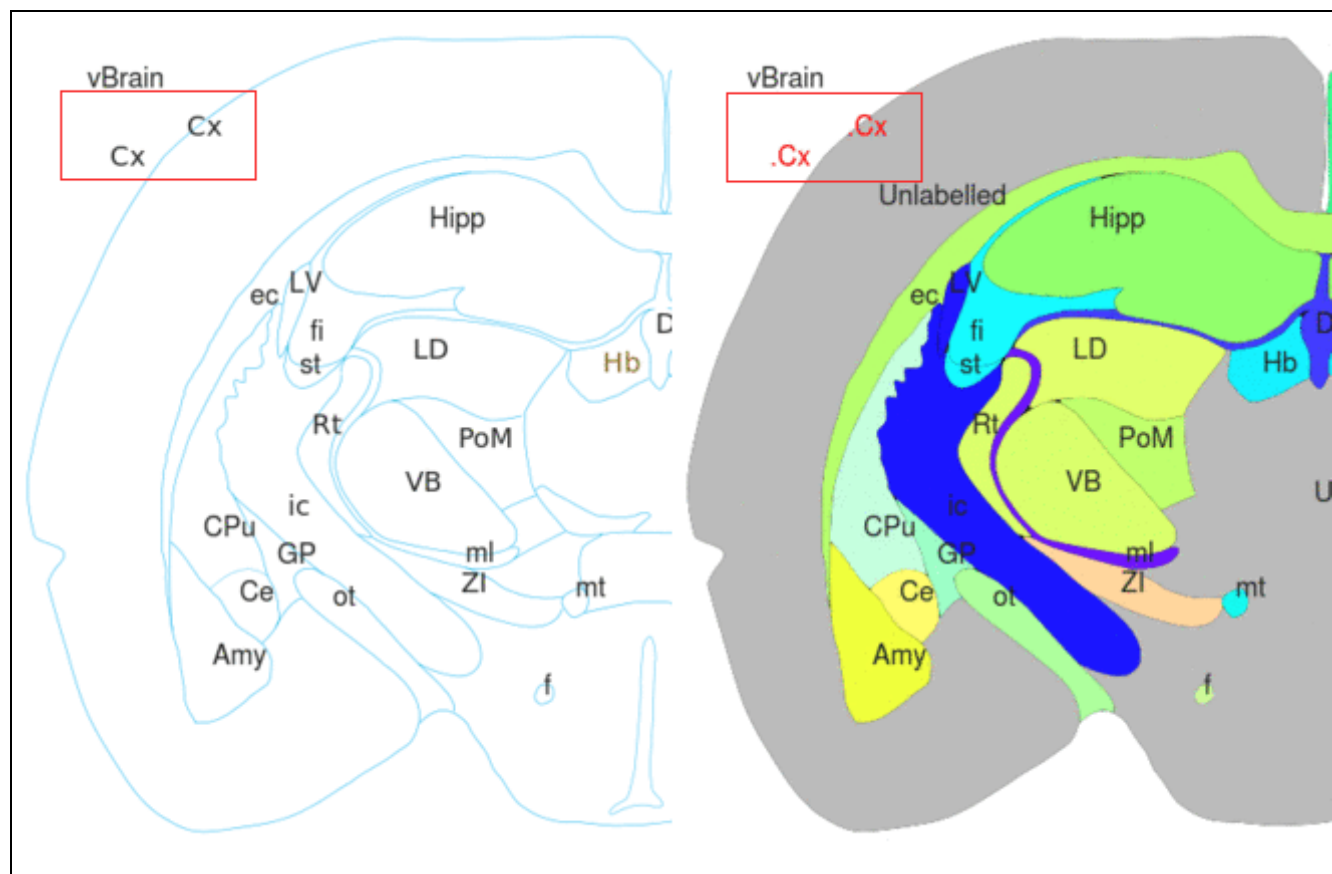 vBrain
Cx
Cx
Hipp
LV
ec
fi
D
LD
st
Hb
Rt
PoM
VB
ic
CPu
GP
ml
ZI
Ce
ot
mt
Amy
f
vBrain
.Cx
.Cx
Unlabelled
Hipp
LV
ec
fi
D
LD
st
Hb
Rt
PoM
VB
U
ic
CPu
GP
ml
ZI
Ce
ot
mt
Amy
f